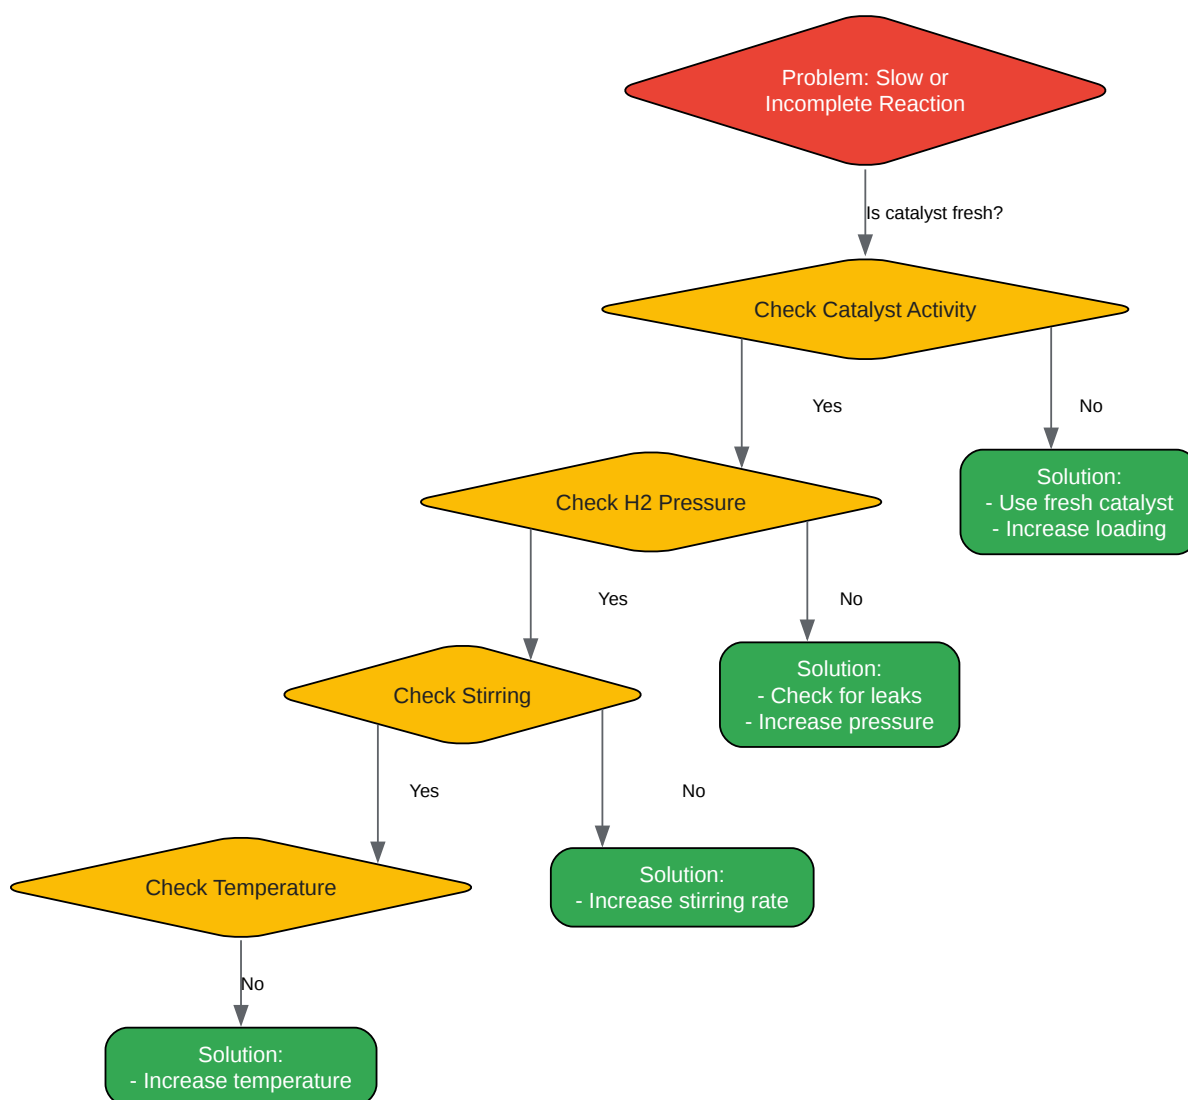 Problem: Slow or
Incomplete Reaction
Is catalyst fresh?
Check Catalyst Activity
Yes
No
Solution:
- Use fresh catalyst
- Increase loading
Check H2 Pressure
Yes
No
Solution:
- Check for leaks
- Increase pressure
Check Stirring
Yes
No
Solution:
- Increase stirring rate
Check Temperature
No
Solution:
- Increase temperature